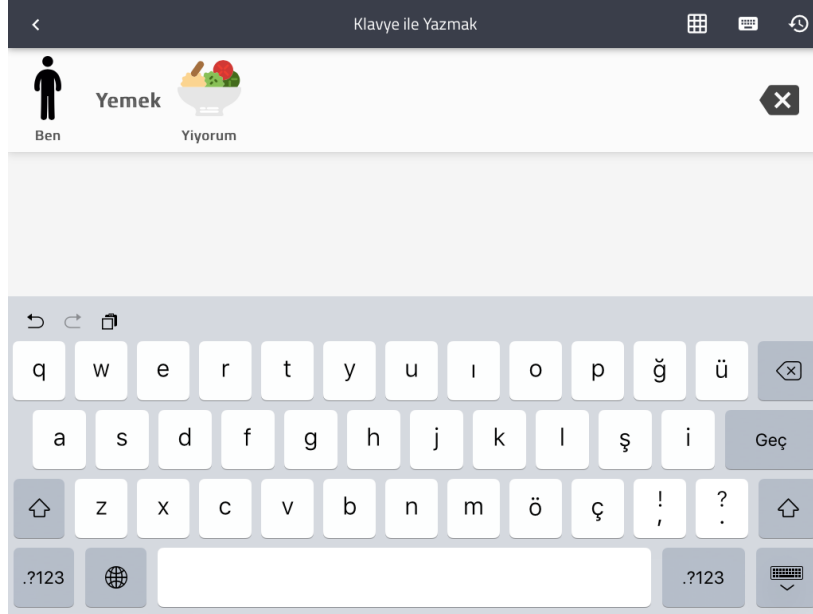 Klavye ile Yazmak
Yemek
Ben Yiyorum
q w e r t y u ı o p ğ ü
a s d f g h j k l ş i Geç
z x c v b n m ö ç ! , ? .
.?123 .?123